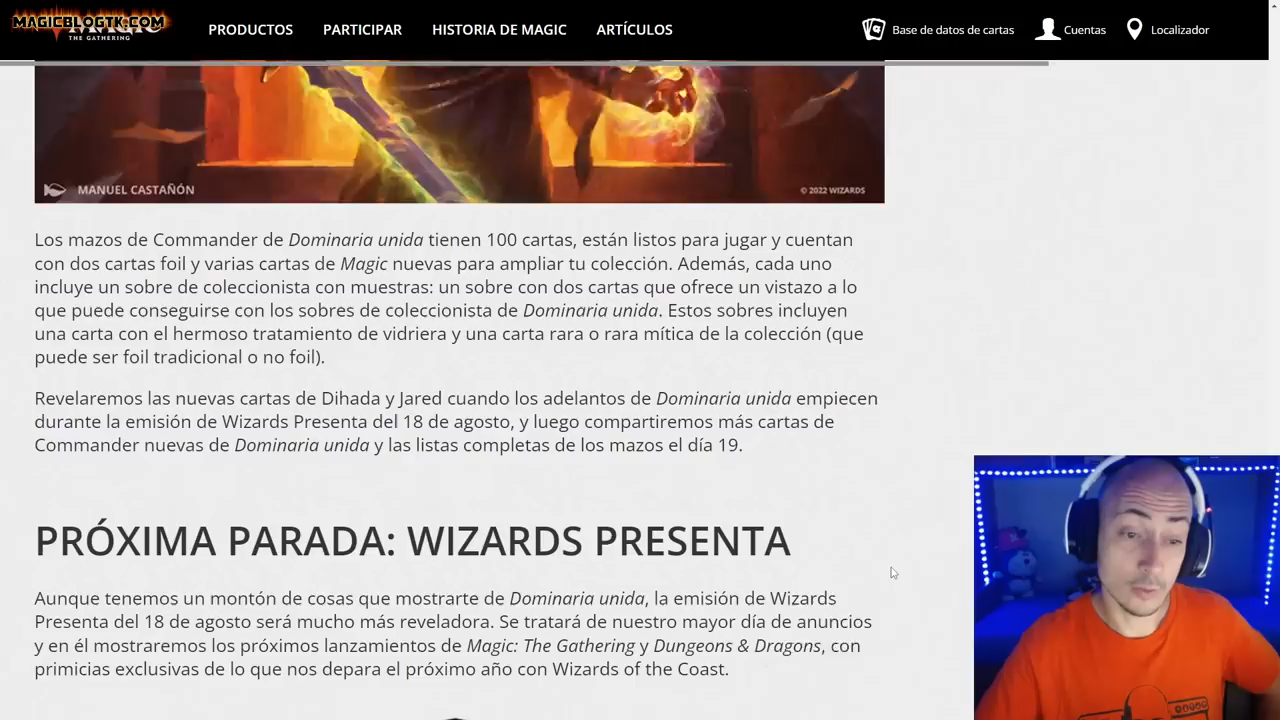 MAGICBLOGTK.COM
MAGIC
THE GATHERING
PRODUCTOS
PARTICIPAR
HISTORIA DE MAGIC
ARTÍCULOS
Base de datos de cartas
Cuentas
Localizador
MANUEL CASTAÑÓN
© 2022 WIZARDS
Los mazos de Commander de Dominaria unida tienen 100 cartas, están listos para jugar y cuentan
con dos cartas foil y varias cartas de Magic nuevas para ampliar tu colección. Además, cada uno
incluye un sobre de coleccionista con muestras: un sobre con dos cartas que ofrece un vistazo a lo
que puede conseguirse con los sobres de coleccionista de Dominaria unida. Estos sobres incluyen
una carta con el hermoso tratamiento de vidriera y una carta rara o rara mítica de la colección (que
puede ser foil tradicional o no foil).
Revelaremos las nuevas cartas de Dihada y Jared cuando los adelantos de Dominaria unida empiecen
durante la emisión de Wizards Presenta del 18 de agosto, y luego compartiremos más cartas de
Commander nuevas de Dominaria unida y las listas completas de los mazos el día 19.
PRÓXIMA PARADA: WIZARDS PRESENTA
Aunque tenemos un montón de cosas que mostrarte de Dominaria unida, la emisión de Wizards
Presenta del 18 de agosto será mucho más reveladora. Se tratará de nuestro mayor día de anuncios
y en él mostraremos los próximos lanzamientos de Magic: The Gathering y Dungeons & Dragons, con
primicias exclusivas de lo que nos depara el próximo año con Wizards of the Coast.